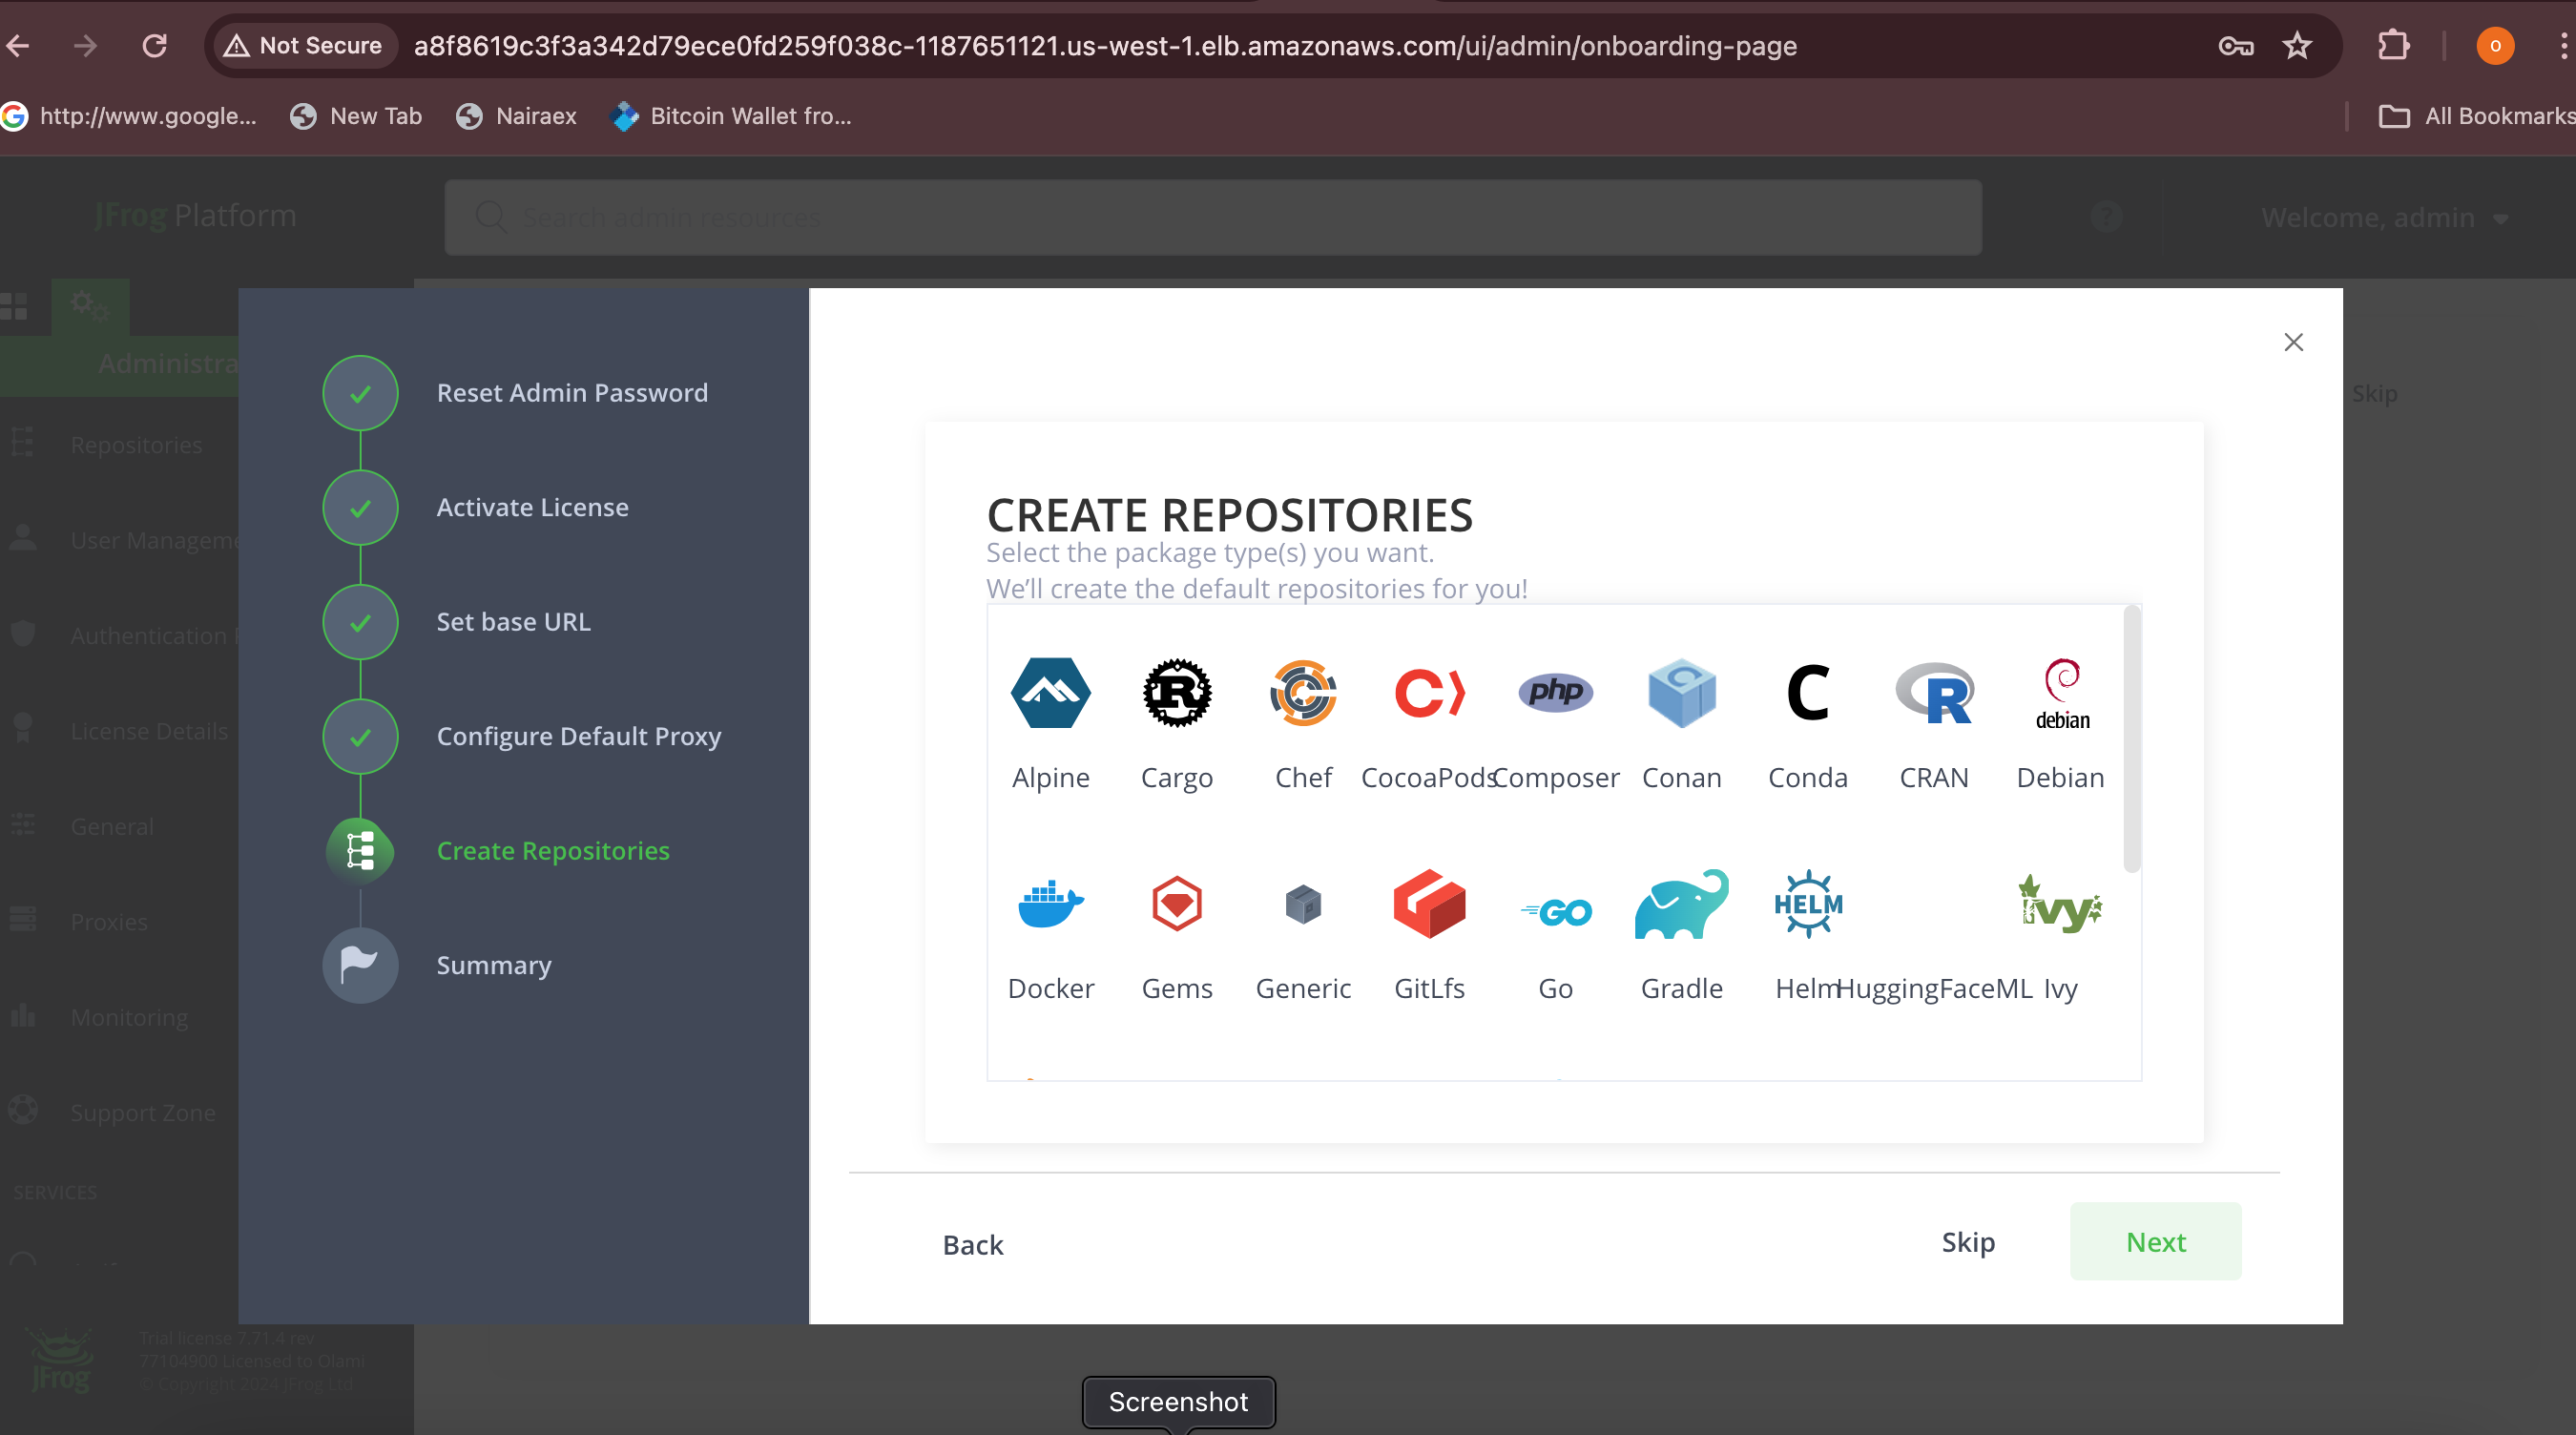 Not Secure a8f8619c3f3a342d79ece0fd259f038c-1187651121.us-west-1.elb.amazonaws.com/ui/admin/onboarding-page
O
http://www.google...
New Tab
Nairaex
Bitcoin Wallet fro...
All Bookmarks
JFrog Platform
Search admin resources
?
Welcome, admin
Administra
Repositories
User Manageme
Authentication
License Details
General
Proxies
Monitoring
Support Zone
SERVICES
JFrog
Trial license 7.71.4 rev
77104900 Licensed to Olami
© Copyright 2024 JFrog Ltd
Reset Admin Password
Activate License
Set base URL
Configure Default Proxy
Create Repositories
Summary
Skip
CREATE REPOSITORIES
Select the package type(s) you want.
We'll create the default repositories for you!
R
php
C
R
debian
Alpine
Cargo
Chef
CocoaPods
Composer
Conan
Conda
CRAN
Debian
GO
HELM
ivy
Docker
Gems
Generic
GitLfs
Go
Gradle
Helm
HuggingFaceML
Ivy
Back
Skip
Next
Screenshot